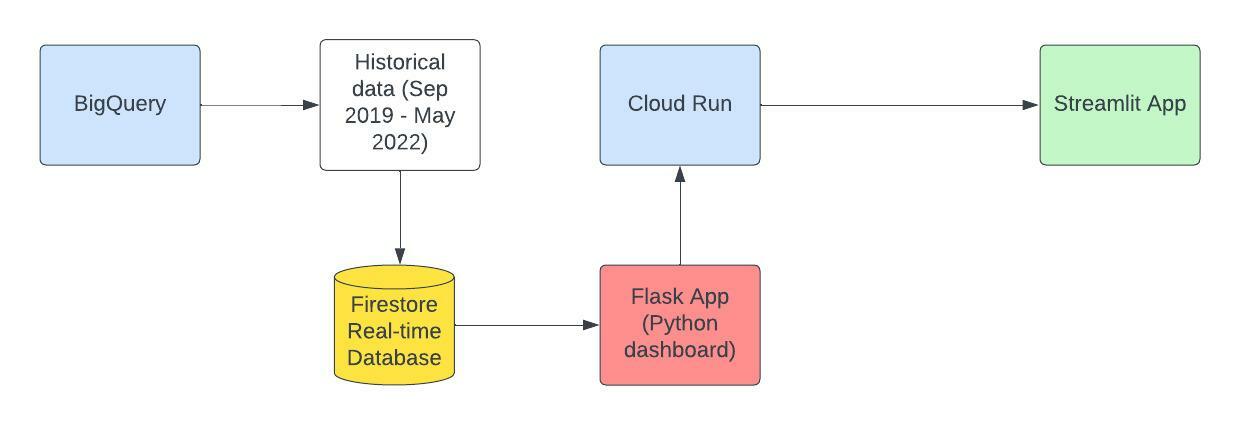 BigQuery
Historical
data (Sep
2019 - May
2022)
Cloud Run
Streamlit App
Firestore
Real-time
Database
Flask App
(Python
dashboard)